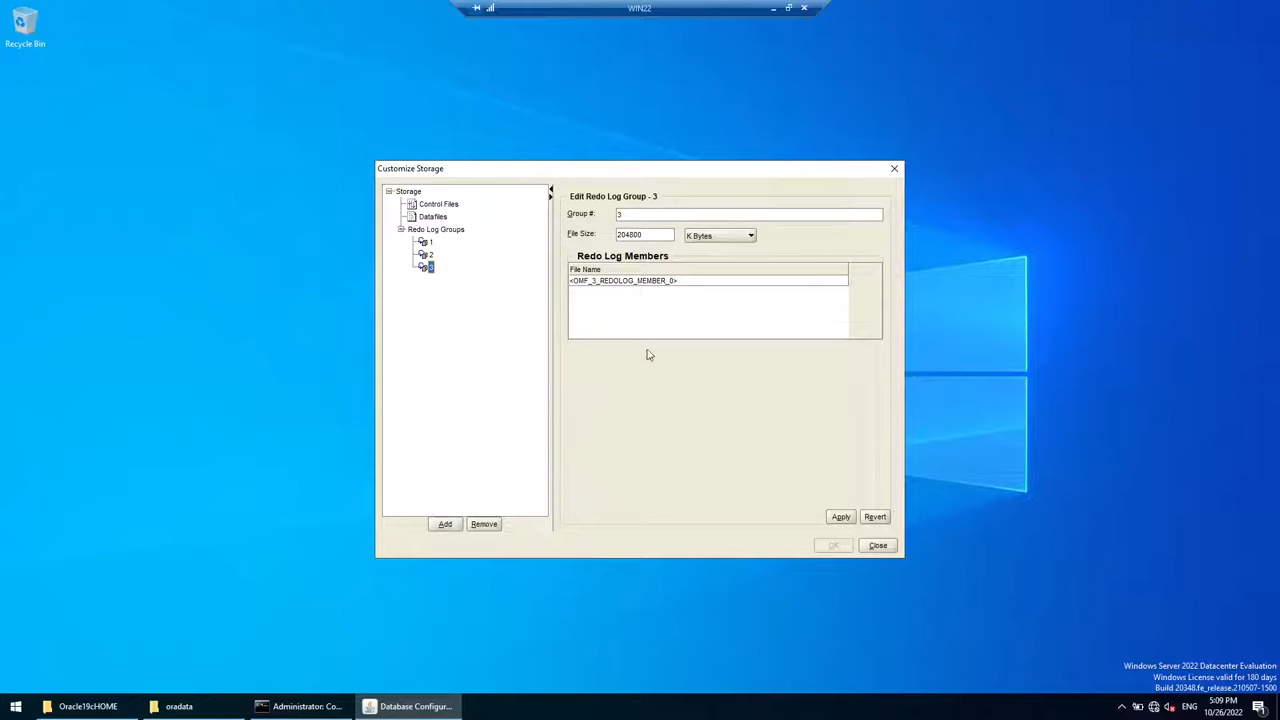 WIN22
Recycle Bin
Customize Storage
Storage
Control Files
Datafiles
Redo Log Groups
1
2
3
Add
Remove
Edit Redo Log Group - 3
Group #:
3
File Size:
204800
K Bytes
Redo Log Members
File Name
<OMF_3_REDOLOG_MEMBER_0>
Apply
Revert
OK
Close
Windows Server 2022 Datacenter Evaluation
Windows License valid for 180 days
Build 20348.fe_release.210507-1500
Oracle19cHOME
oradata
Administrator: Co...
Database Configur...
ENG
5:09 PM
10/26/2022
1